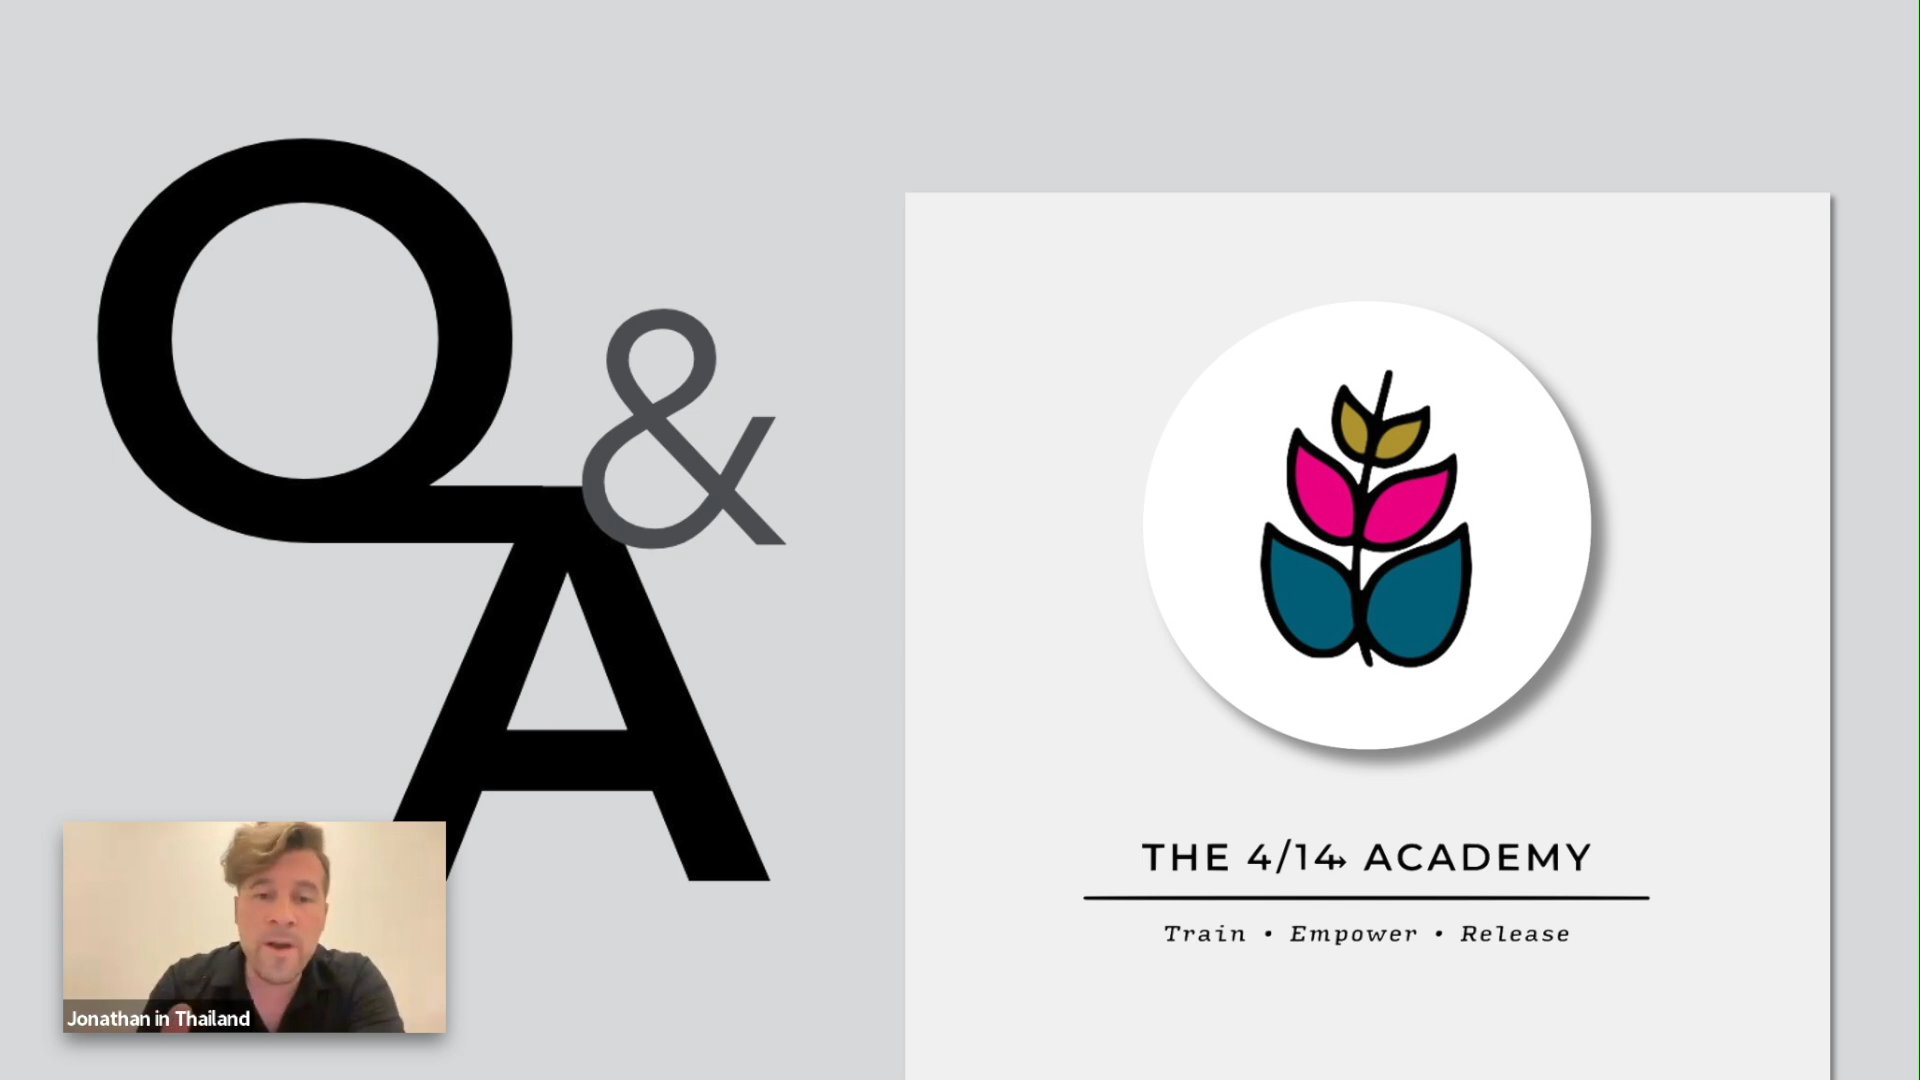 Q&
A
THE 4/14 ACADEMY
Train • Empower • Release
Jonathan in Thailand